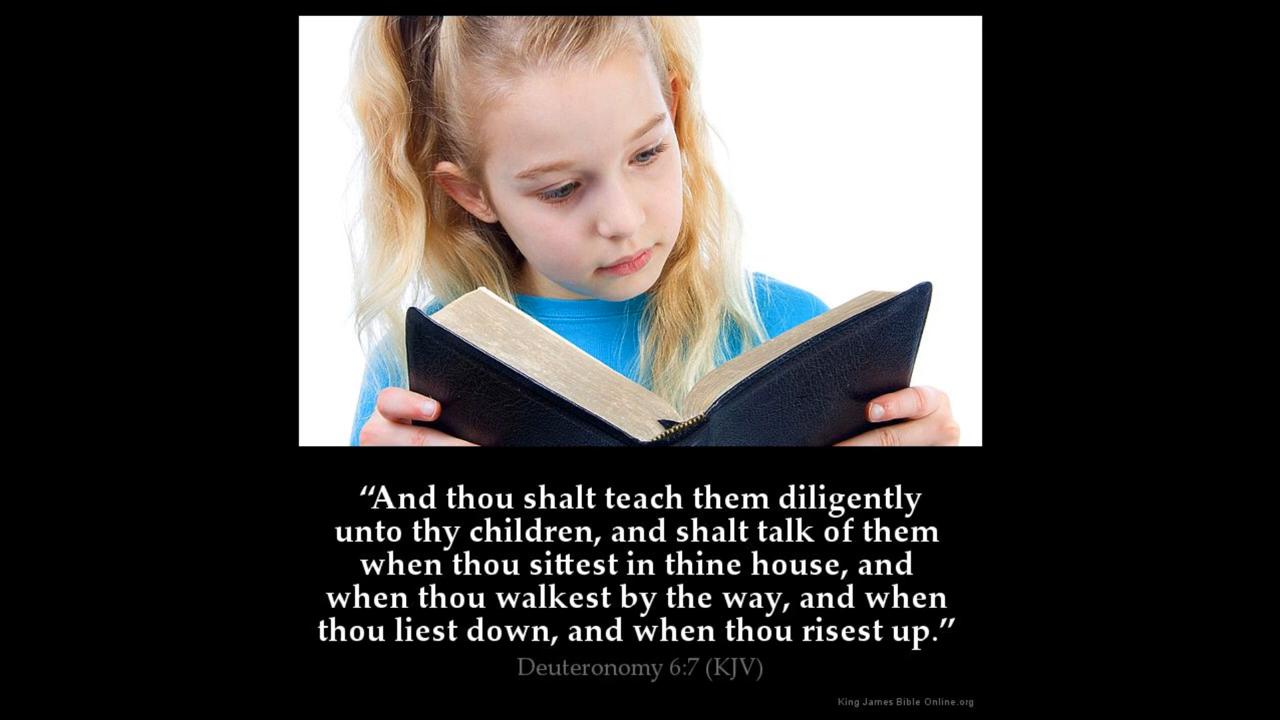 “And thou shalt teach them diligently
unto thy children, and shalt talk of them
when thou sittest in thine house, and
when thou walkest by the way, and when
thou liest down, and when thou risest up.”
Deuteronomy 6:7 (KJV)
King James Bible Online.org